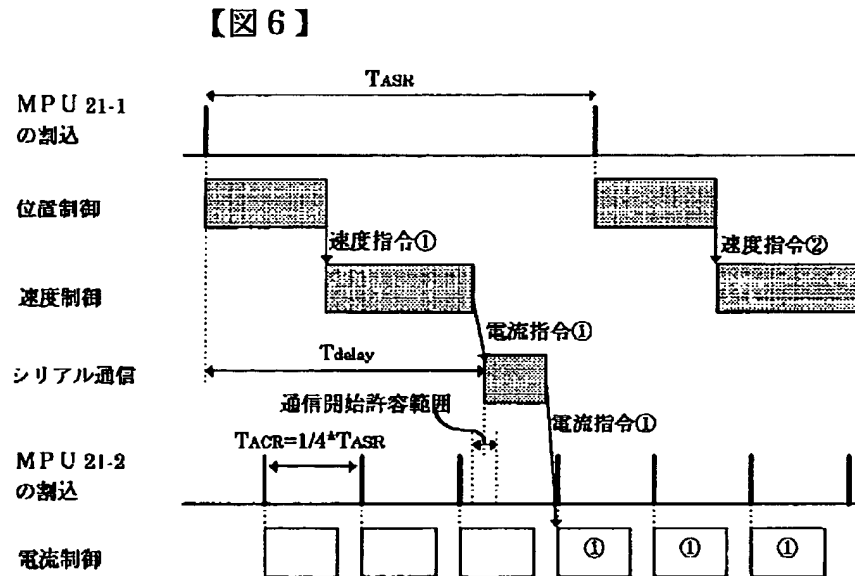 【図6】
TASR
MPU 21-1
の割込
位置制御
速度指令①
速度指令②
速度制御
電流指令①
Tdelay
シリアル通信
通信開始許容範囲
電流指令①
TACR=1/4*TASR
MPU 21-2
の割込
電流制御
①
①
①